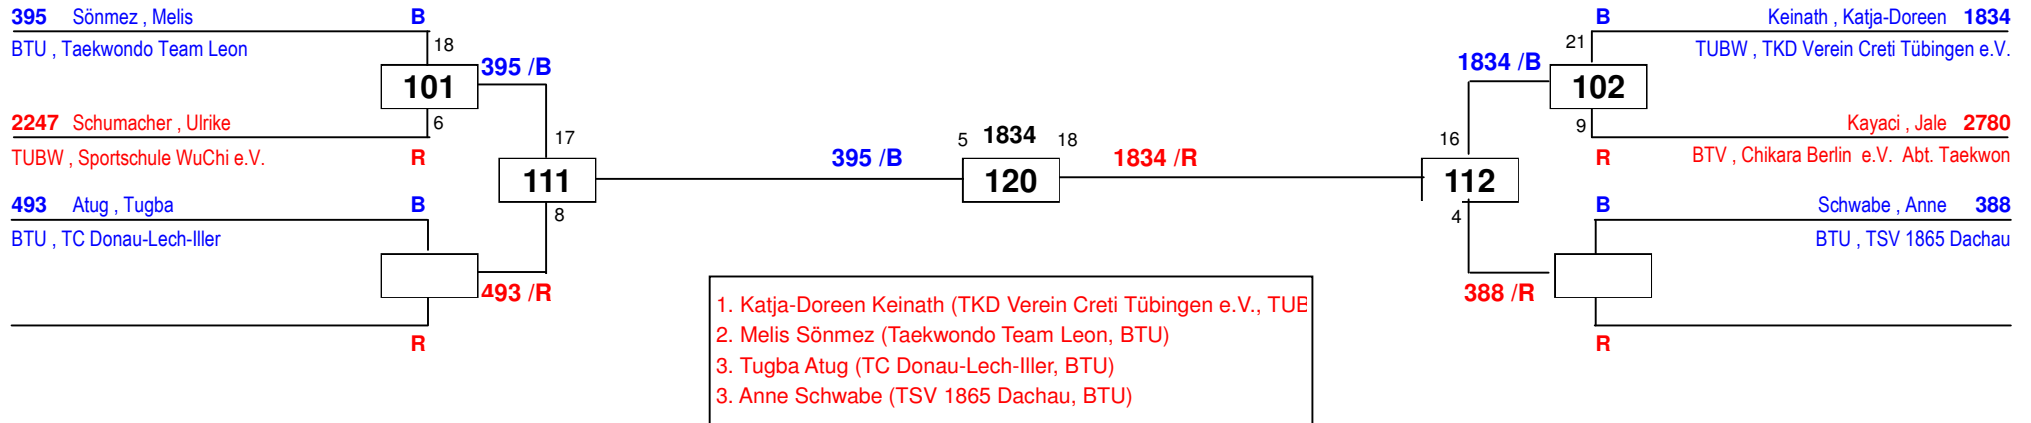 395 Sönmez , Melis B
BTU , Taekwondo Team Leon
18
101
395 /B
6
2247 Schumacher , Ulrike
TUBW , Sportschule WuChi e.V. R
17
111
8
493 Atug , Tugba B
BTU , TC Donau-Lech-Iller
493 /R
R
395 /B
5 1834 18
120
1834 /R
B Keinath , Katja-Doreen 1834
21
TUBW , TKD Verein Creti Tübingen e.V.
1834 /B
102
9
Kayaci , Jale 2780
R BTV , Chikara Berlin e.V. Abt. Taekwon
16
112
4
B Schwabe , Anne 388
BTU , TSV 1865 Dachau
388 /R
R
1. Katja-Doreen Keinath (TKD Verein Creti Tübingen e.V., TUB
2. Melis Sönmez (Taekwondo Team Leon, BTU)
3. Tugba Atug (TC Donau-Lech-Iller, BTU)
3. Anne Schwabe (TSV 1865 Dachau, BTU)